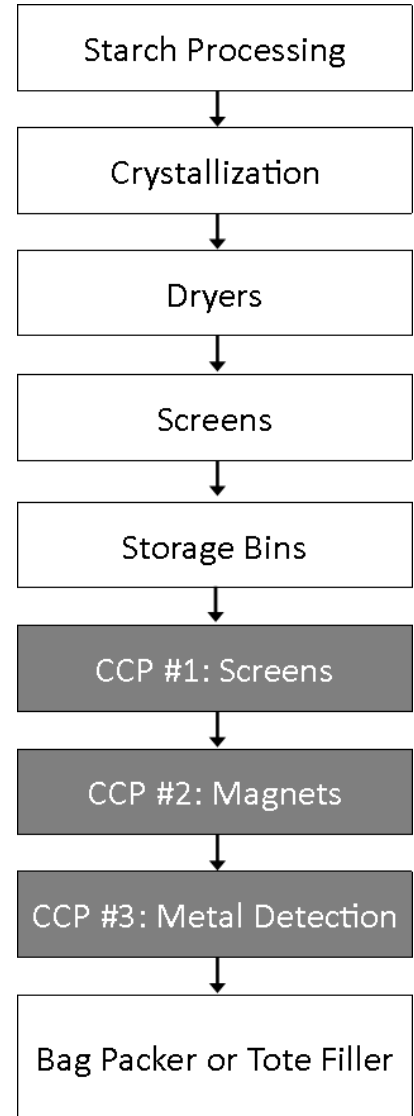 Starch Processing
Crystallization
Dryers
Screens
Storage Bins
CCP #1: Screens
CCP #2: Magnets
CCP #3: Metal Detection
Bag Packer or Tote Filler